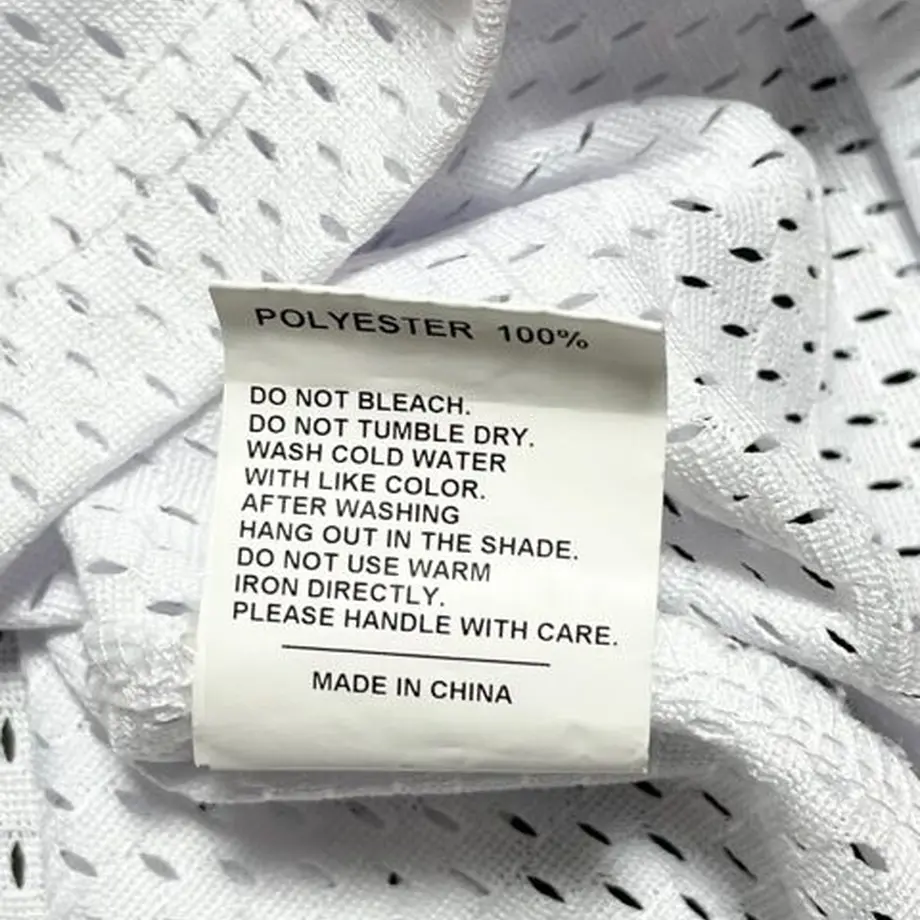 POLYESTER 100%
DO NOT BLEACH.
DO NOT TUMBLE DRY.
WASH COLD WATER
WITH LIKE COLOR.
AFTER WASHING
HANG OUT IN THE SHADE.
DO NOT USE WARM
IRON DIRECTLY.
PLEASE HANDLE WITH CARE.
MADE IN CHINA